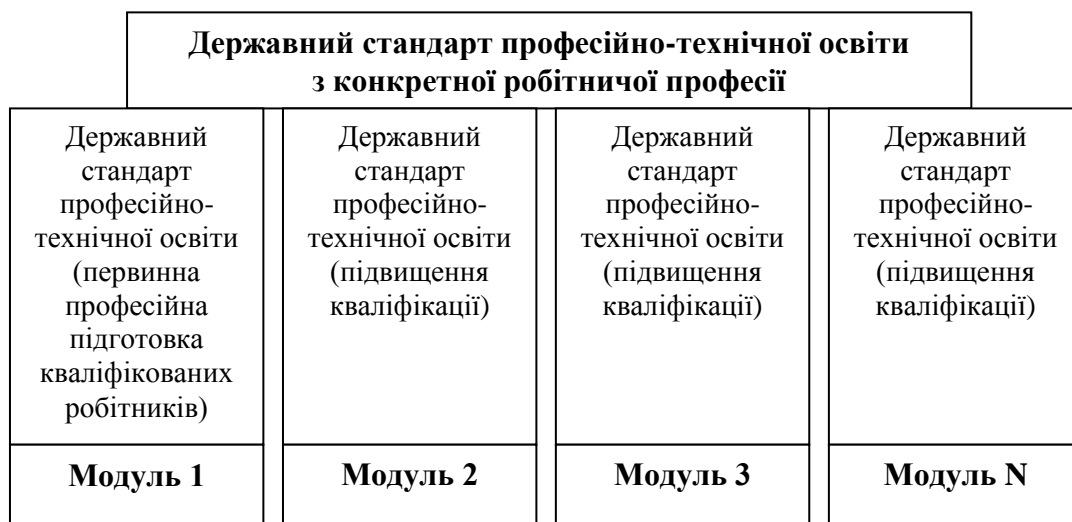 Державний стандарт професійно-технічної освіти
з конкретної робітничої професії
Державний
стандарт
професійно-
технічної освіти
(первинна
професійна
підготовка
кваліфікованих
робітників)
Модуль 1
Державний
стандарт
професійно-
технічної освіти
(підвищення
кваліфікації)
Модуль 2
Державний
стандарт
професійно-
технічної освіти
(підвищення
кваліфікації)
Модуль 3
Державний
стандарт
професійно-
технічної освіти
(підвищення
кваліфікації)
Модуль N